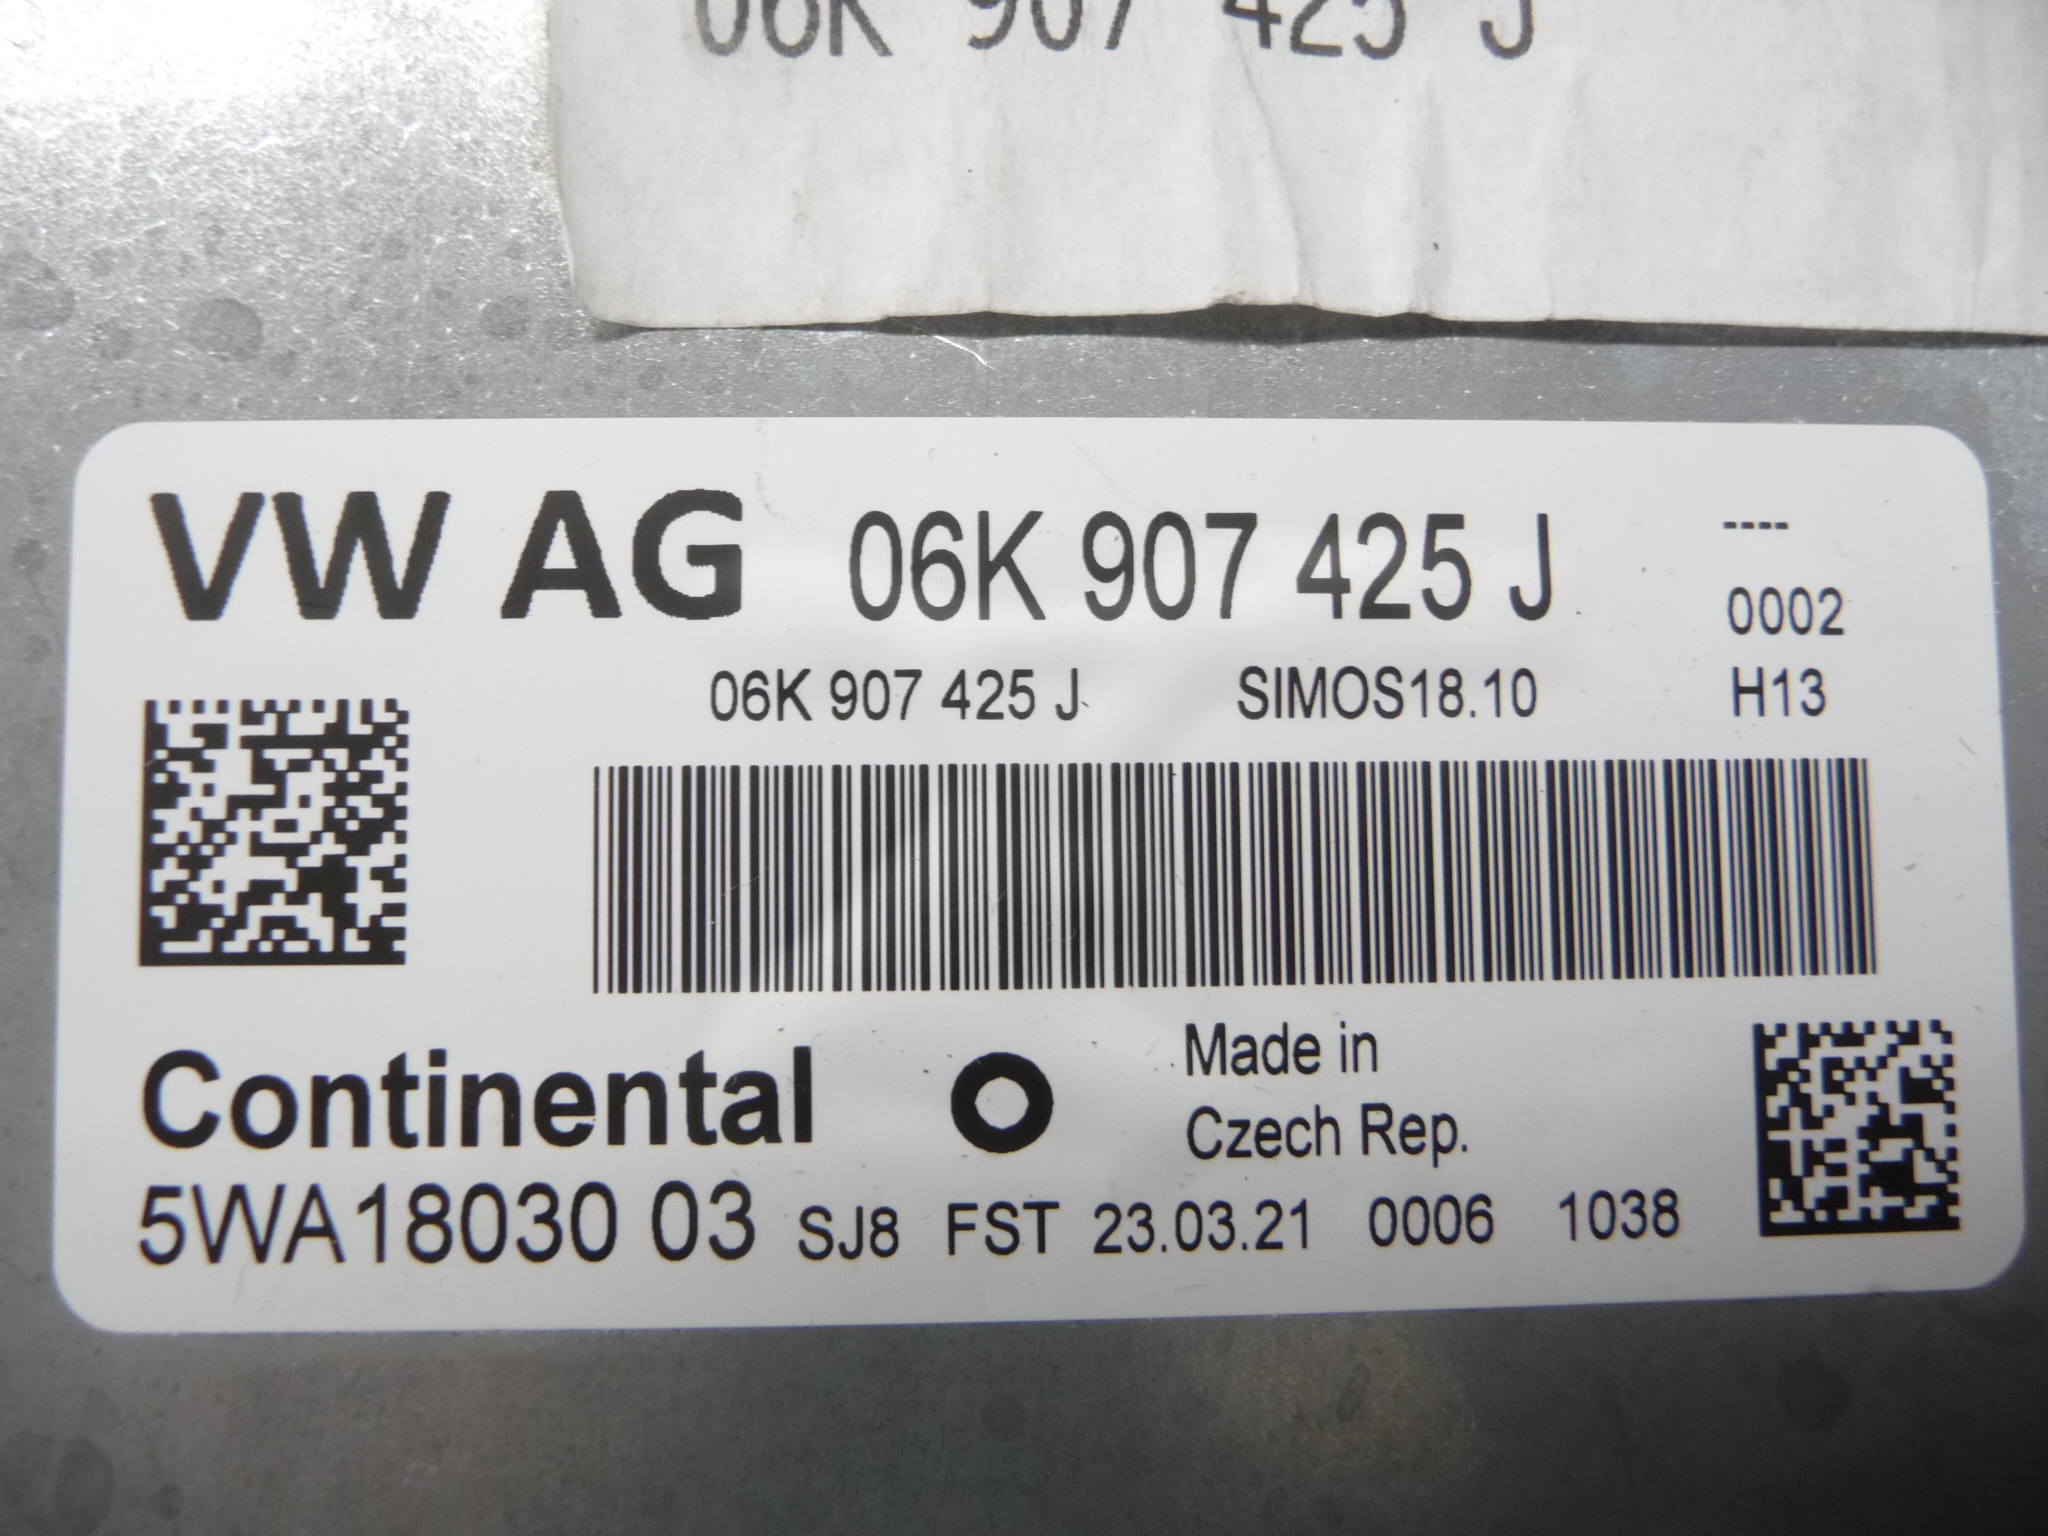 06K 907 425 J
VW AG 06K 907 425 J ----
0002
06K 907 425 J SIMOS18.10 H13
Continental
Made in
Czech Rep.
5WA18030 03 SJ8 FST 23.03.21 0006 1038